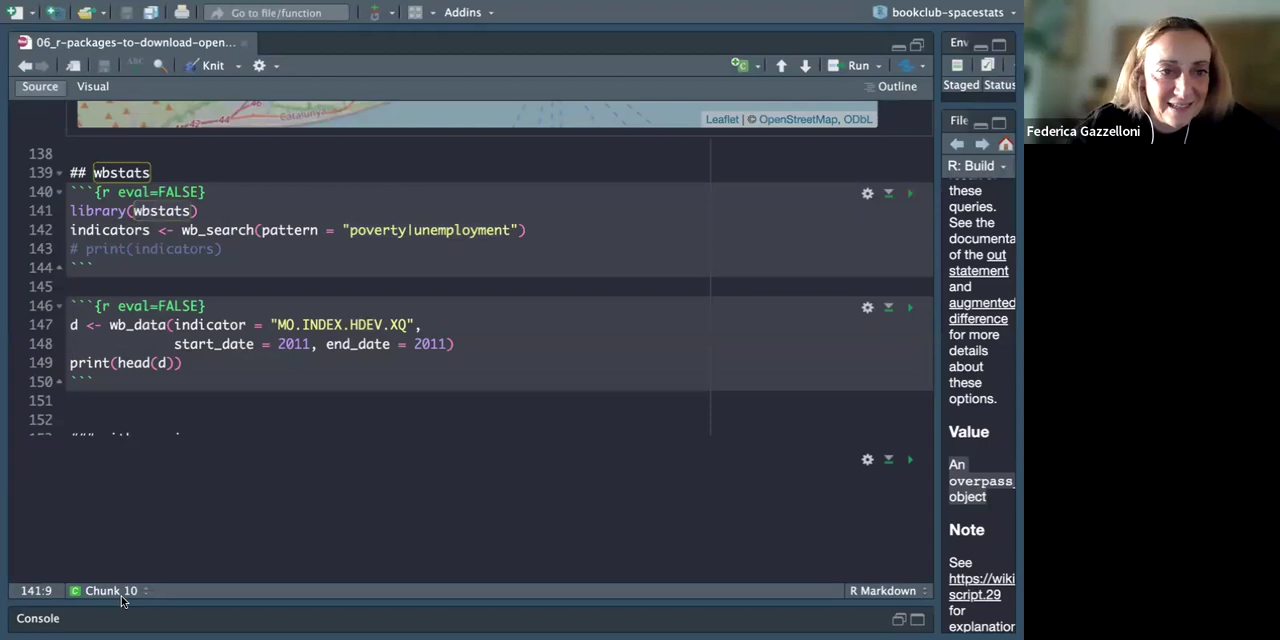 Go to file/function
Addins
bookclub-spacestats
06_r-packages-to-download-open...
Env
ABC
Knit
Run
Source
Visual
Outline
Staged
Status
Catalunya
Leaflet | © OpenStreetMap, ODbL
File
R: Build
138
139 ## wbstats
140 ```{r eval=FALSE}
141 library(wbstats)
142 indicators <- wb_search(pattern = "poverty|unemployment")
143 # print(indicators)
144 ```
145
146 ```{r eval=FALSE}
147 d <- wb_data(indicator = "MO.INDEX.HDEV.XQ",
148 start_date = 2011, end_date = 2011)
149 print(head(d))
150 ```
151
152
these
queries.
See the
documenta
of the out
statement
and
augmented
difference
for more
details
about
these
options.
Value
An
overpass_
object
Note
See
https://wiki
script.29
for
explanation
141:9
Chunk 10
R Markdown
Console
Federica Gazzelloni